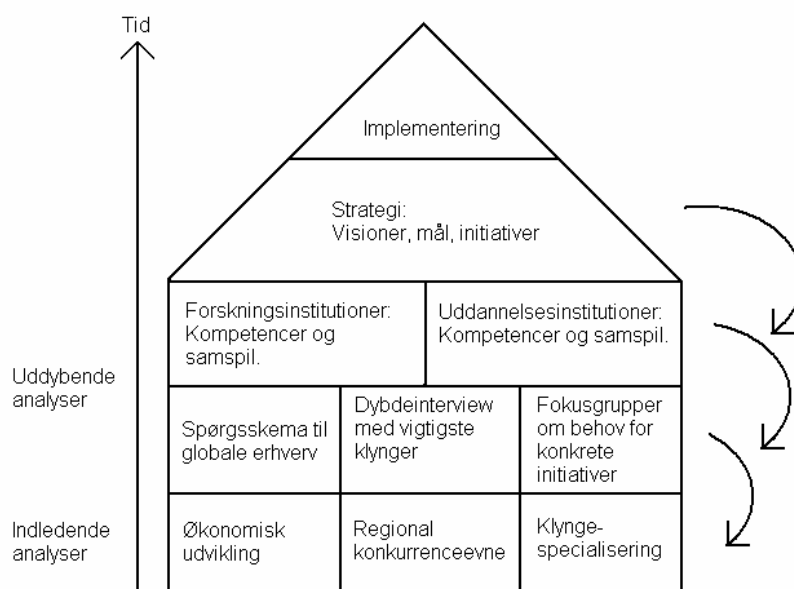 Tid
Implementering
Strategi:
Visioner, mål, initiativer
Forskningsinstitutioner:
Kompetencer og
samspil.
Uddannelsesinstitutioner:
Kompetencer og samspil.
Uddybende
analyser
Spørgsskema til
globale erhverv
Dybdeinterview
med vigtigste
klynger
Fokusgrupper
om behov for
konkrete
initiativer
Indledende
analyser
Økonomisk
udvikling
Regional
konkurrenceevne
Klynge-
specialisering